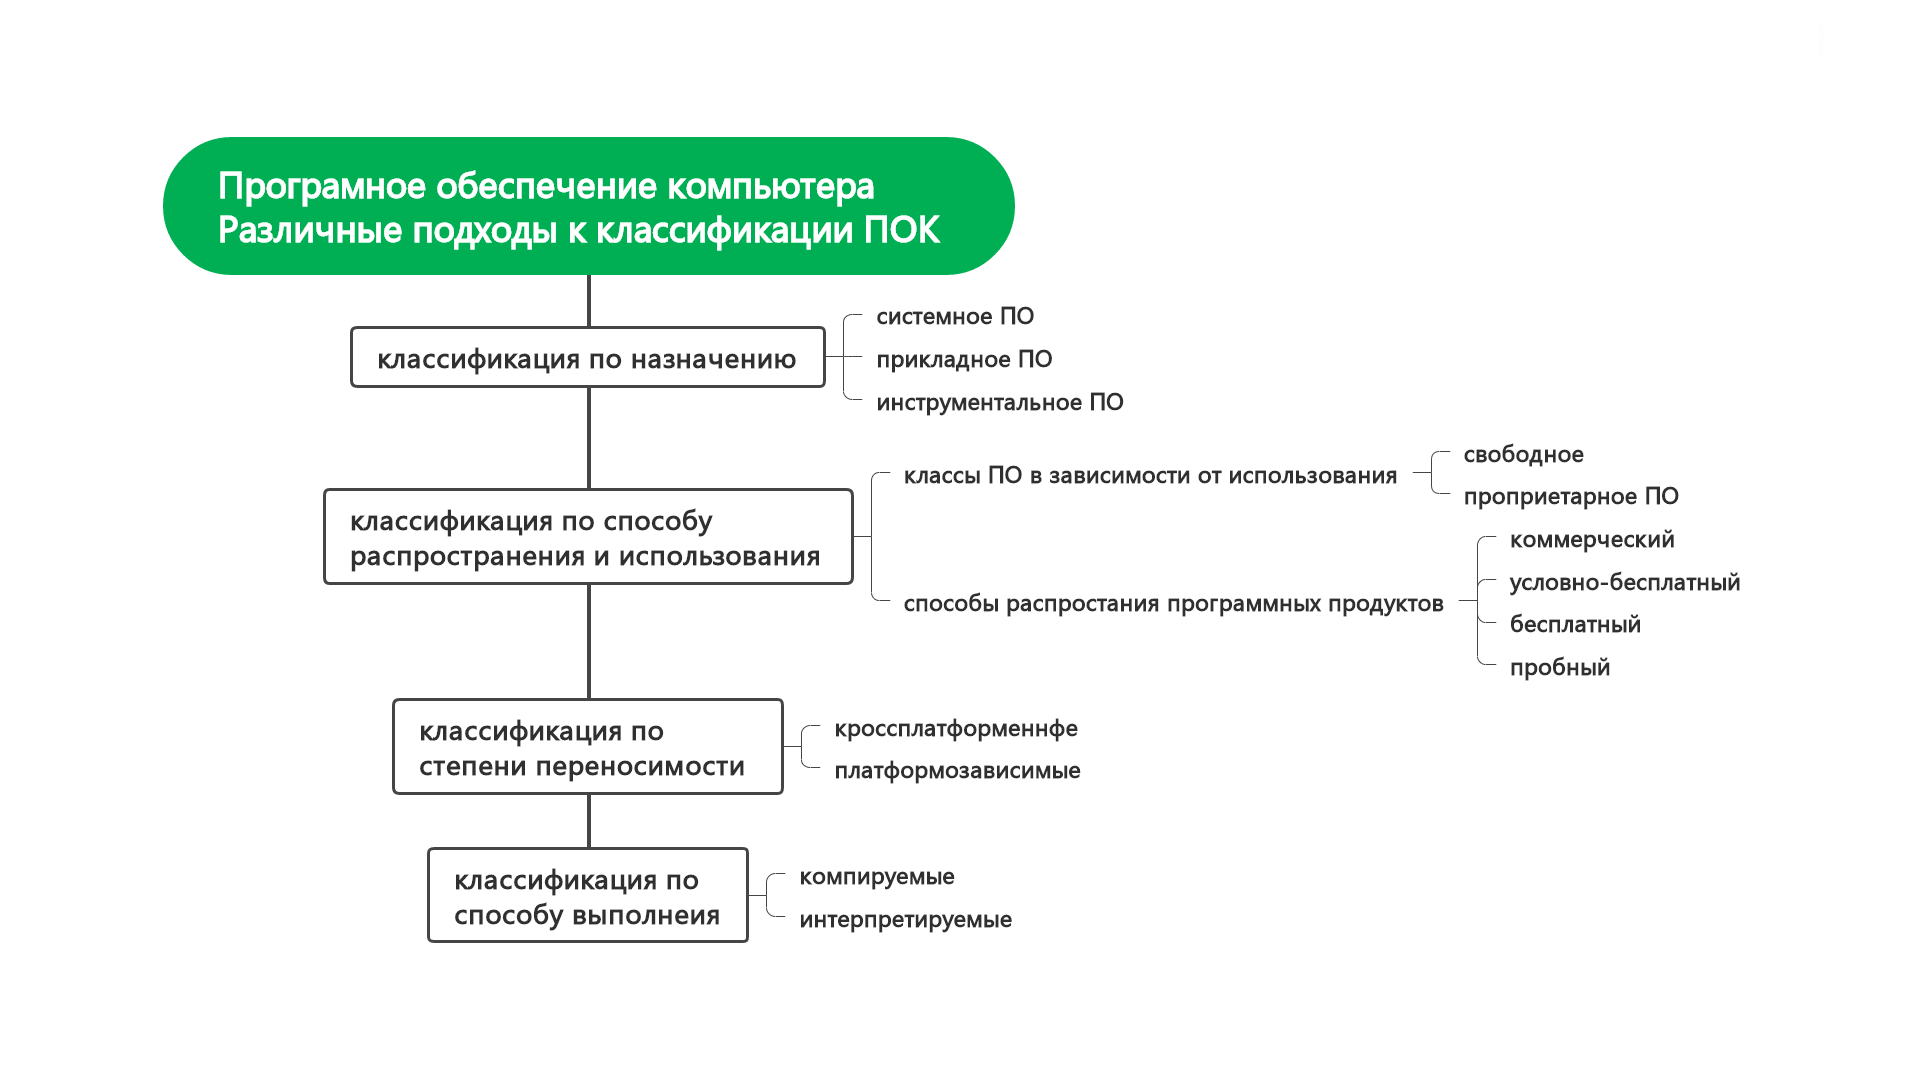 Програмное обеспечение компьютера
Различные подходы к классификации ПОК
классификация по назначению
системное ПО
прикладное ПО
инструментальное ПО
классификация по способу
распространения и использования
классы ПО в зависимости от использования
свободное
проприетарное ПО
способы распростания программных продуктов
коммерческий
условно-бесплатный
бесплатный
пробный
классификация по
степени переносимости
кроссплатформеннфе
платформозависимые
классификация по
способу выполнеия
компируемые
интерпретируемые